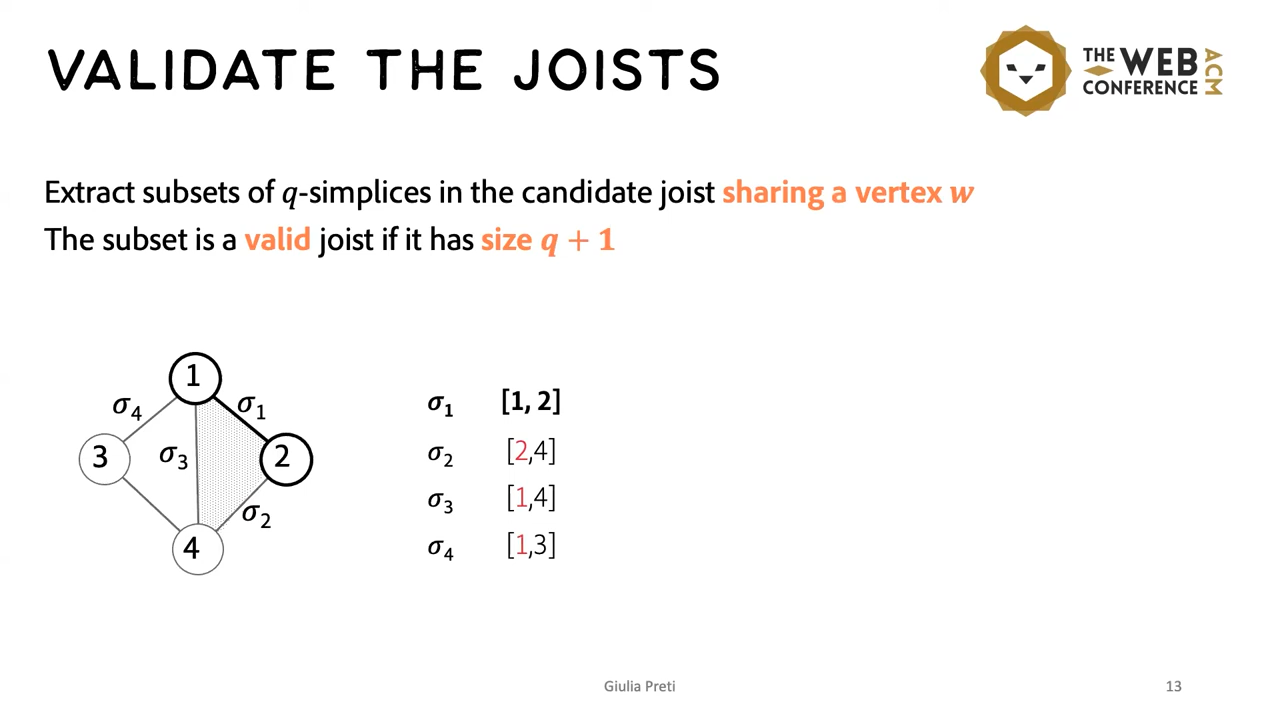 VALIDATE THE JOISTS
THE WEB CONFERENCE ACM
Extract subsets of q-simplices in the candidate joist sharing a vertex w
The subset is a valid joist if it has size q + 1
1
σ4 σ1
3 σ3 2
σ2
4
σ1 [1, 2]
σ2 [2,4]
σ3 [1,4]
σ4 [1,3]
Giulia Preti
13